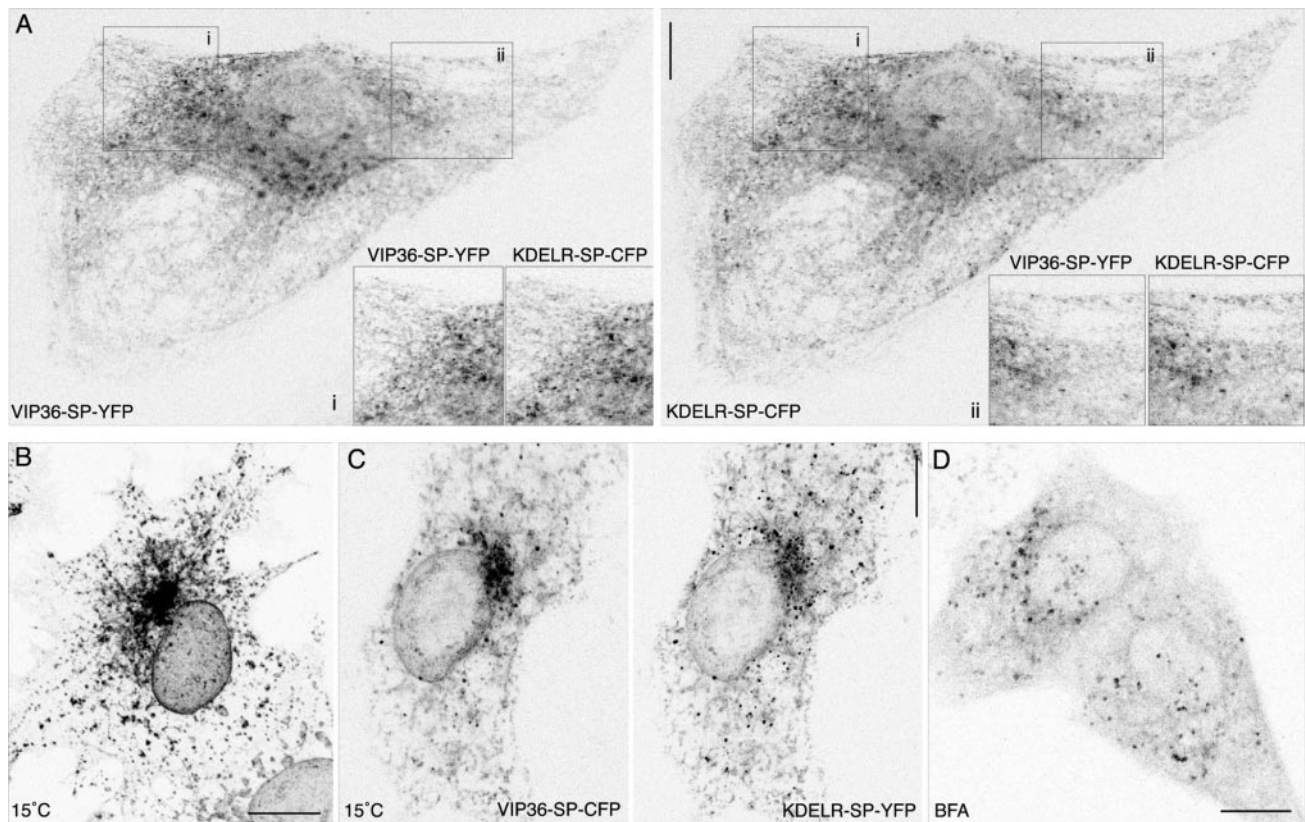 A
i
ii
VIP36-SP-YFP
KDELR-SP-CFP
VIP36-SP-YFP
i
i
ii
VIP36-SP-YFP
KDELR-SP-CFP
KDELR-SP-CFP
ii
B
15°C
C
15°C
VIP36-SP-CFP
KDELR-SP-YFP
D
BFA